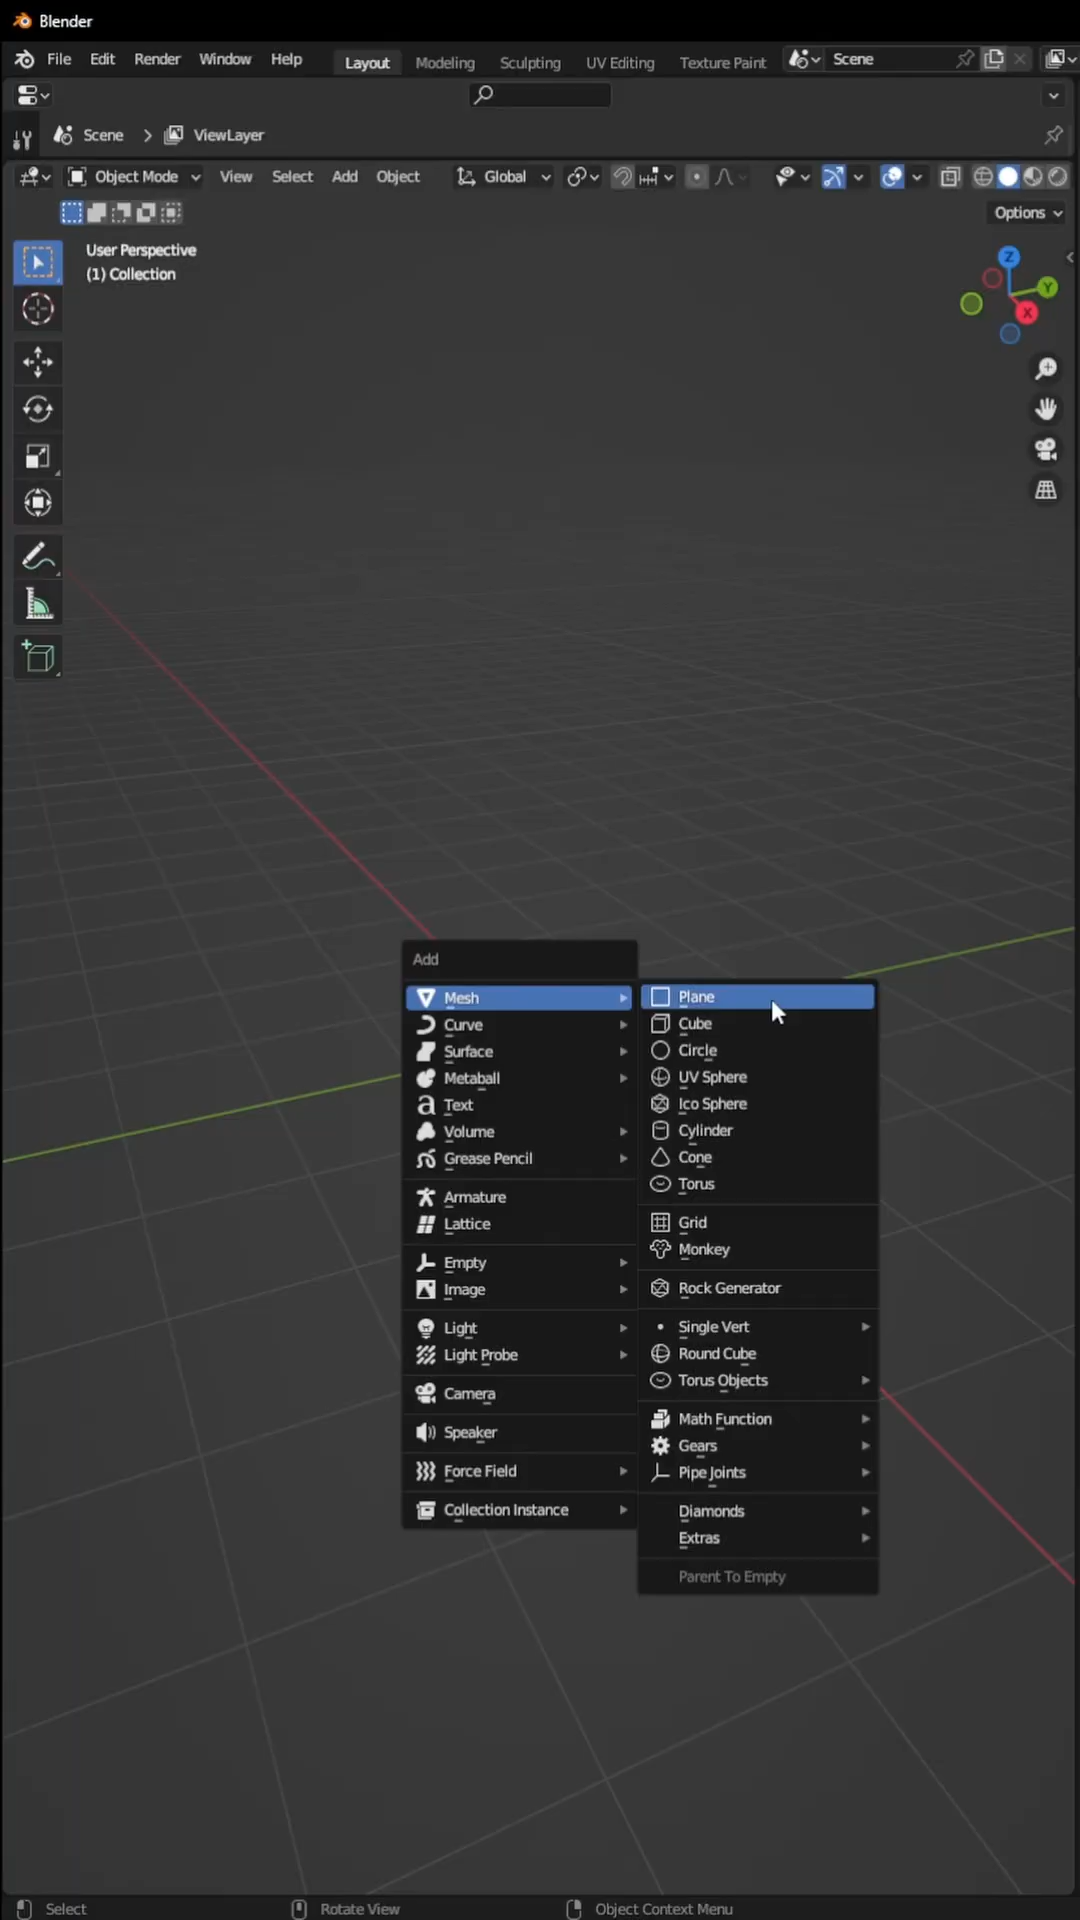 Blender
File Edit Render Window Help Layout Modeling Sculpting UV Editing Texture Paint Scene
Scene > ViewLayer
Object Mode View Select Add Object Global
Options
User Perspective
(1) Collection
Z
Y
X
Add
Mesh
Curve
Surface
Metaball
Text
Volume
Grease Pencil
Armature
Lattice
Empty
Image
Light
Light Probe
Camera
Speaker
Force Field
Collection Instance
Plane
Cube
Circle
UV Sphere
Ico Sphere
Cylinder
Cone
Torus
Grid
Monkey
Rock Generator
Single Vert
Round Cube
Torus Objects
Math Function
Gears
Pipe Joints
Diamonds
Extras
Parent To Empty
Select Rotate View Object Context Menu